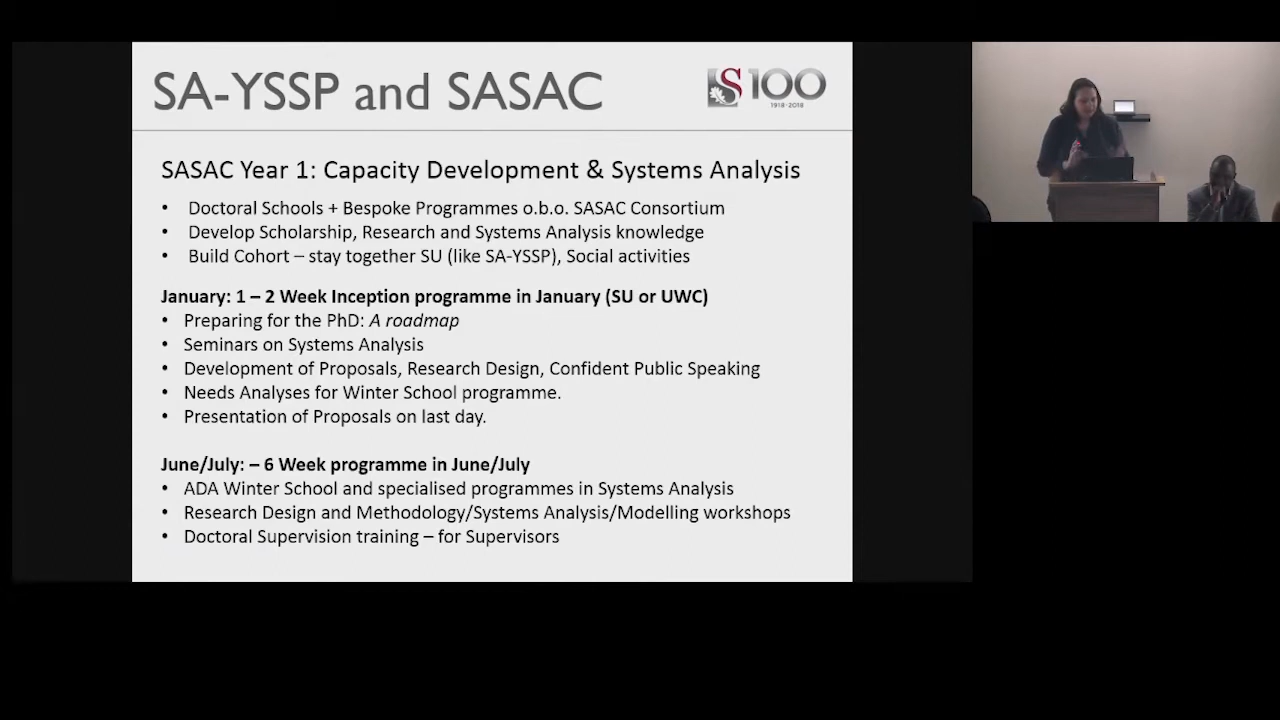 SA-YSSP and SASAC
S100
1918-2018
SASAC Year 1: Capacity Development & Systems Analysis
• Doctoral Schools + Bespoke Programmes o.b.o. SASAC Consortium
• Develop Scholarship, Research and Systems Analysis knowledge
• Build Cohort – stay together SU (like SA-YSSP), Social activities
January: 1 – 2 Week Inception programme in January (SU or UWC)
• Preparing for the PhD: A roadmap
• Seminars on Systems Analysis
• Development of Proposals, Research Design, Confident Public Speaking
• Needs Analyses for Winter School programme.
• Presentation of Proposals on last day.
June/July: – 6 Week programme in June/July
• ADA Winter School and specialised programmes in Systems Analysis
• Research Design and Methodology/Systems Analysis/Modelling workshops
• Doctoral Supervision training – for Supervisors